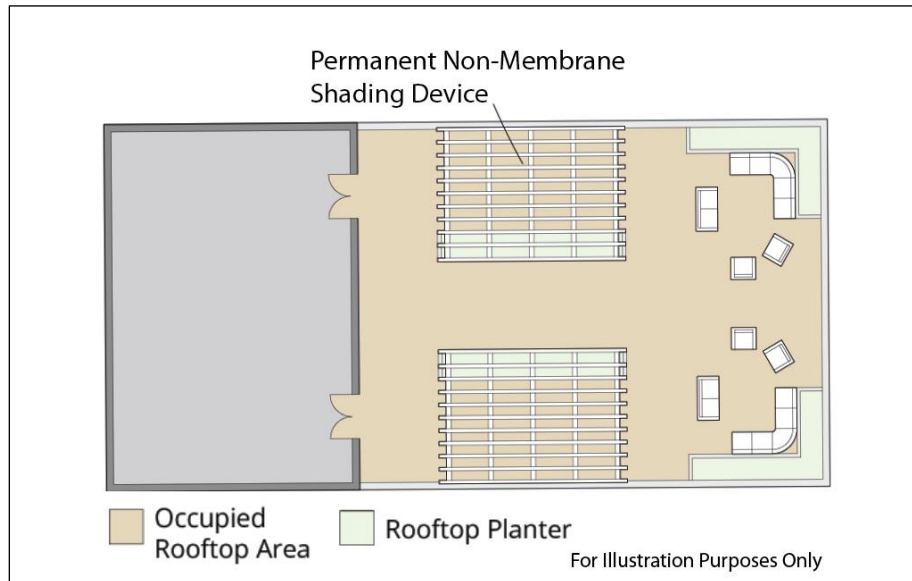 Permanent Non-Membrane
Shading Device
Occupied
Rooftop Area
Rooftop Planter
For Illustration Purposes Only